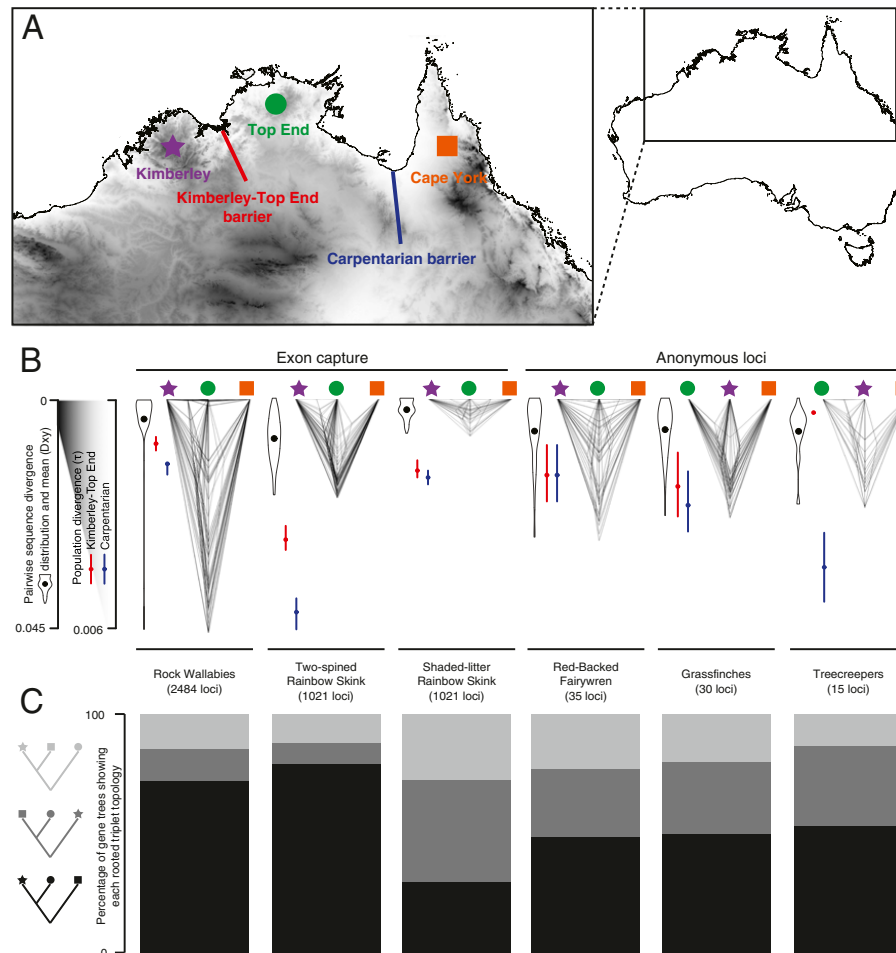 A
Top End
Kimberley
Cape York
Kimberley-Top End
barrier
Carpentarian barrier
B
Exon capture
Anonymous loci
0
Pairwise sequence divergence
distribution and mean (Dxy)
Population divergence (τ)
Kimberley-Top End
Carpentarian
0.045
0.006
Rock Wallabies
(2484 loci)
Two-spined
Rainbow Skink
(1021 loci)
Shaded-litter
Rainbow Skink
(1021 loci)
Red-Backed
Fairywren
(35 loci)
Grassfinches
(30 loci)
Treecreepers
(15 loci)
C
100
Percentage of gene trees showing
each rooted triplet topology
0